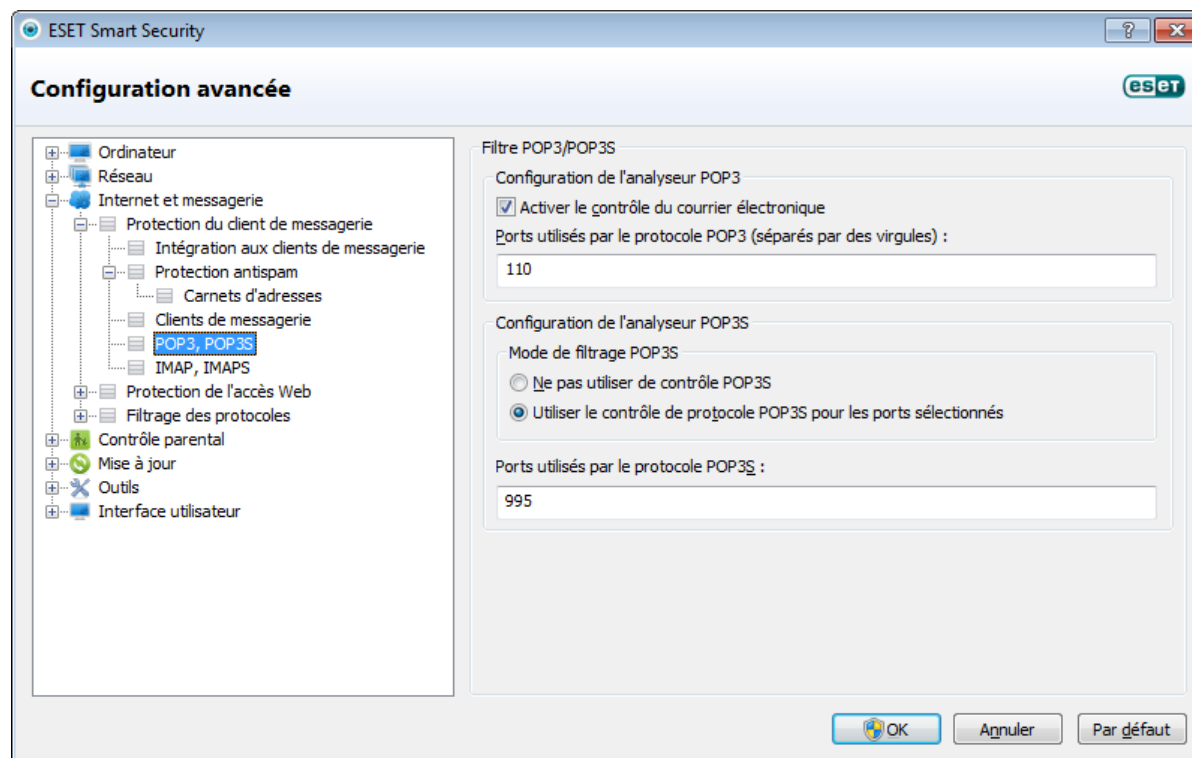 ESET Smart Security
Configuration avancée
eset
Ordinateur
Réseau
Internet et messagerie
Protection du client de messagerie
Intégration aux clients de messagerie
Protection antispam
Carnets d'adresses
Clients de messagerie
POP3, POP3S
IMAP, IMAPS
Protection de l'accès Web
Filtrage des protocoles
Contrôle parental
Mise à jour
Outils
Interface utilisateur
Filtre POP3/POP3S
Configuration de l'analyseur POP3
Activer le contrôle du courrier électronique
Ports utilisés par le protocole POP3 (séparés par des virgules) :
110
Configuration de l'analyseur POP3S
Mode de filtrage POP3S
Ne pas utiliser de contrôle POP3S
Utiliser le contrôle de protocole POP3S pour les ports sélectionnés
Ports utilisés par le protocole POP3S :
995
OK
Annuler
Par défaut